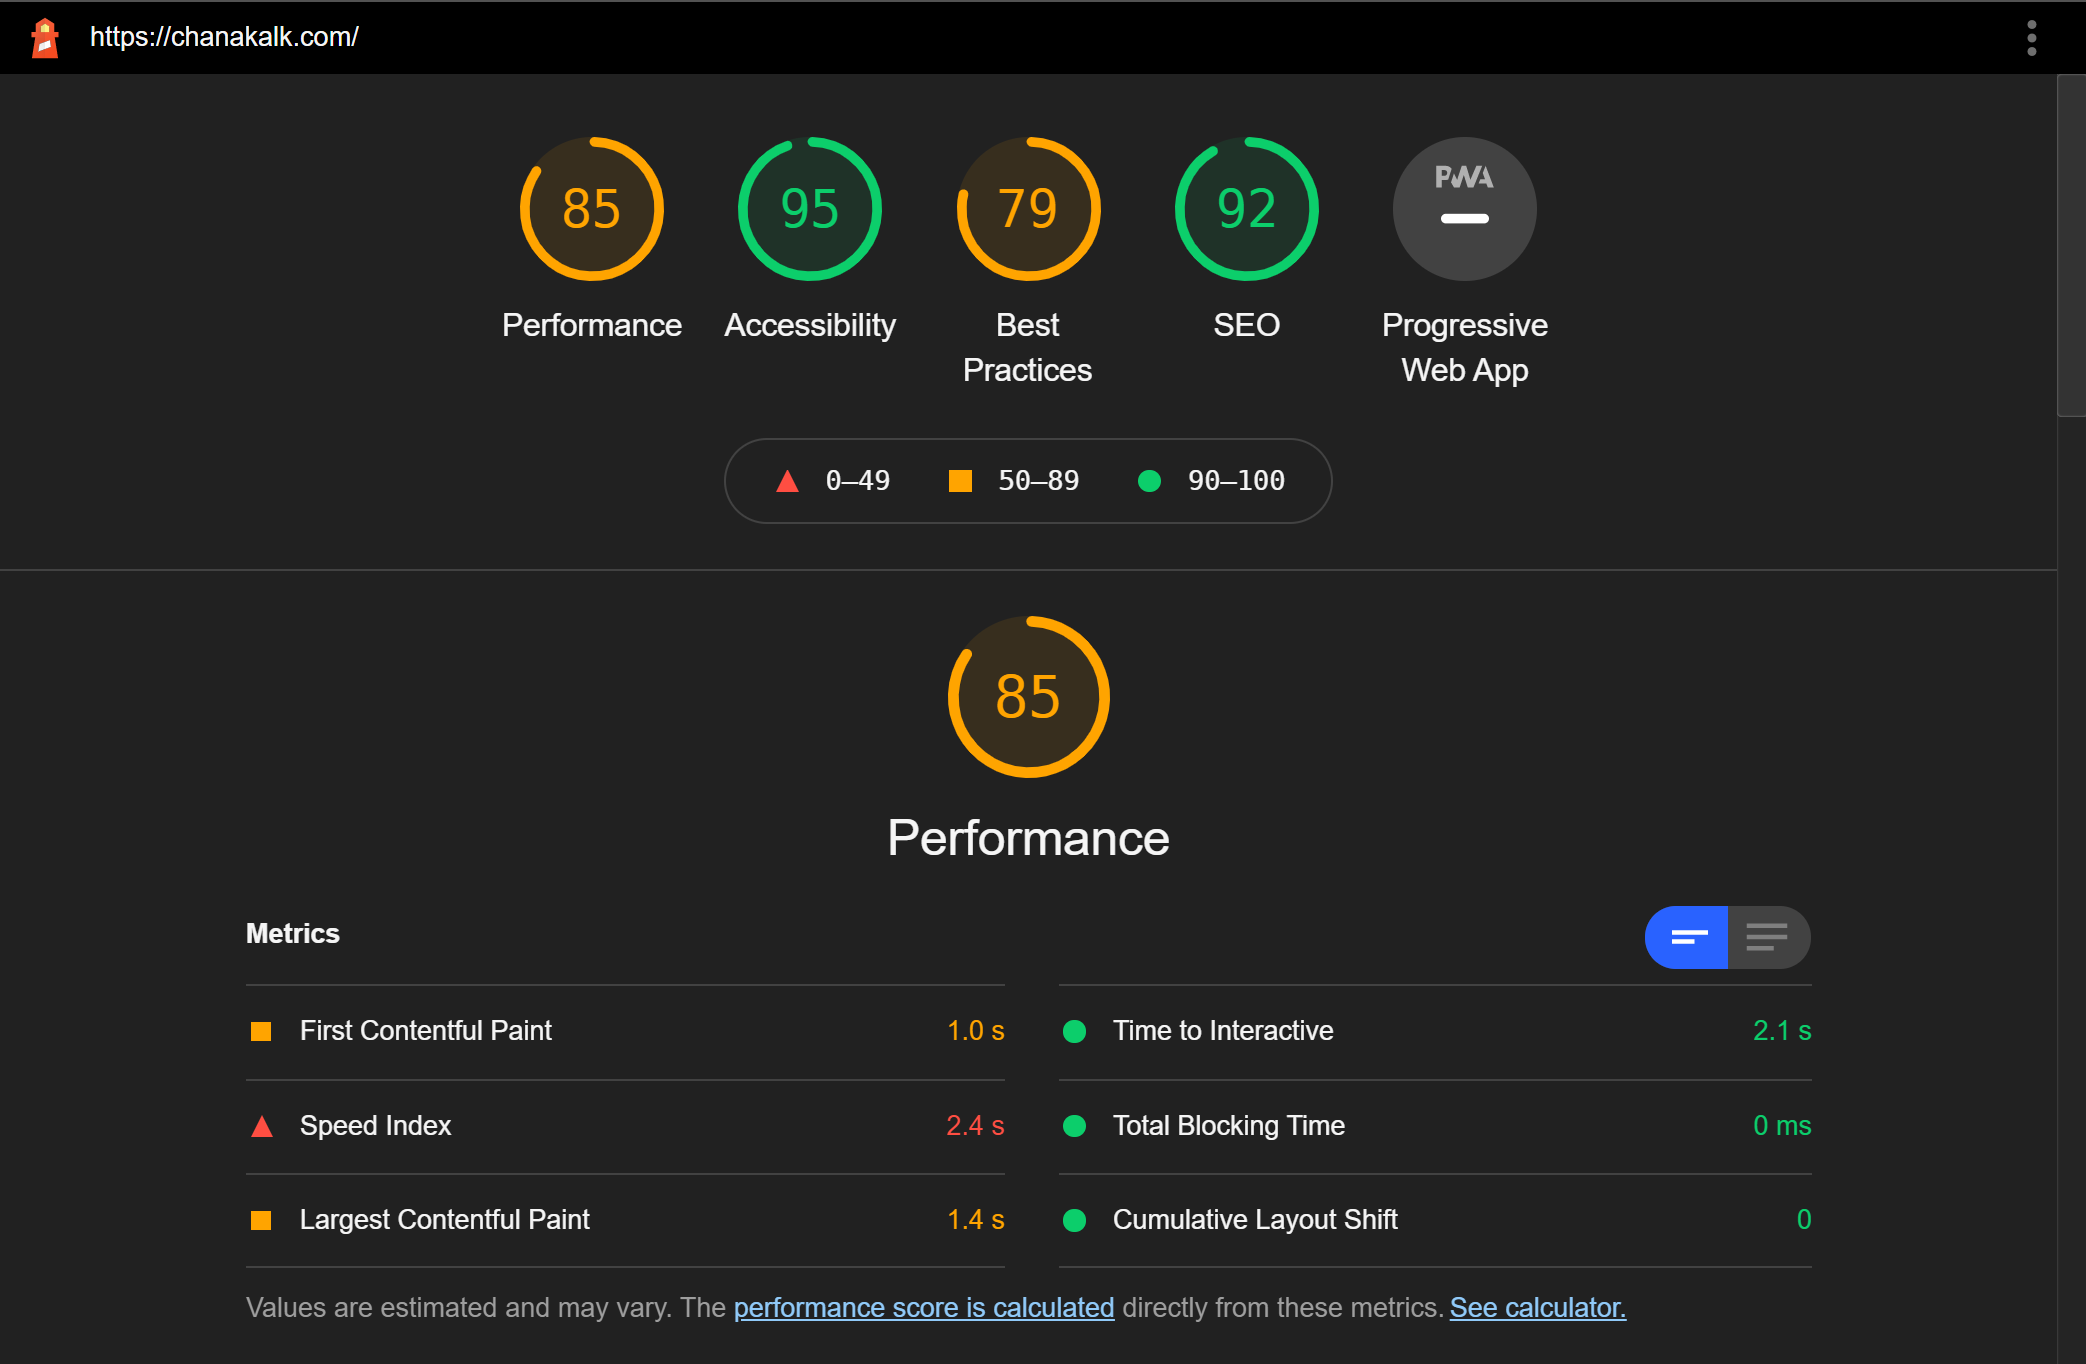 https://chanakalk.com/
85
95
79
92
PWA
Performance
Accessibility
Best
Practices
SEO
Progressive
Web App
0–49
50–89
90–100
85
Performance
Metrics
First Contentful Paint
1.0 s
Time to Interactive
2.1 s
Speed Index
2.4 s
Total Blocking Time
0 ms
Largest Contentful Paint
1.4 s
Cumulative Layout Shift
0
Values are estimated and may vary. The performance score is calculated directly from these metrics. See calculator.